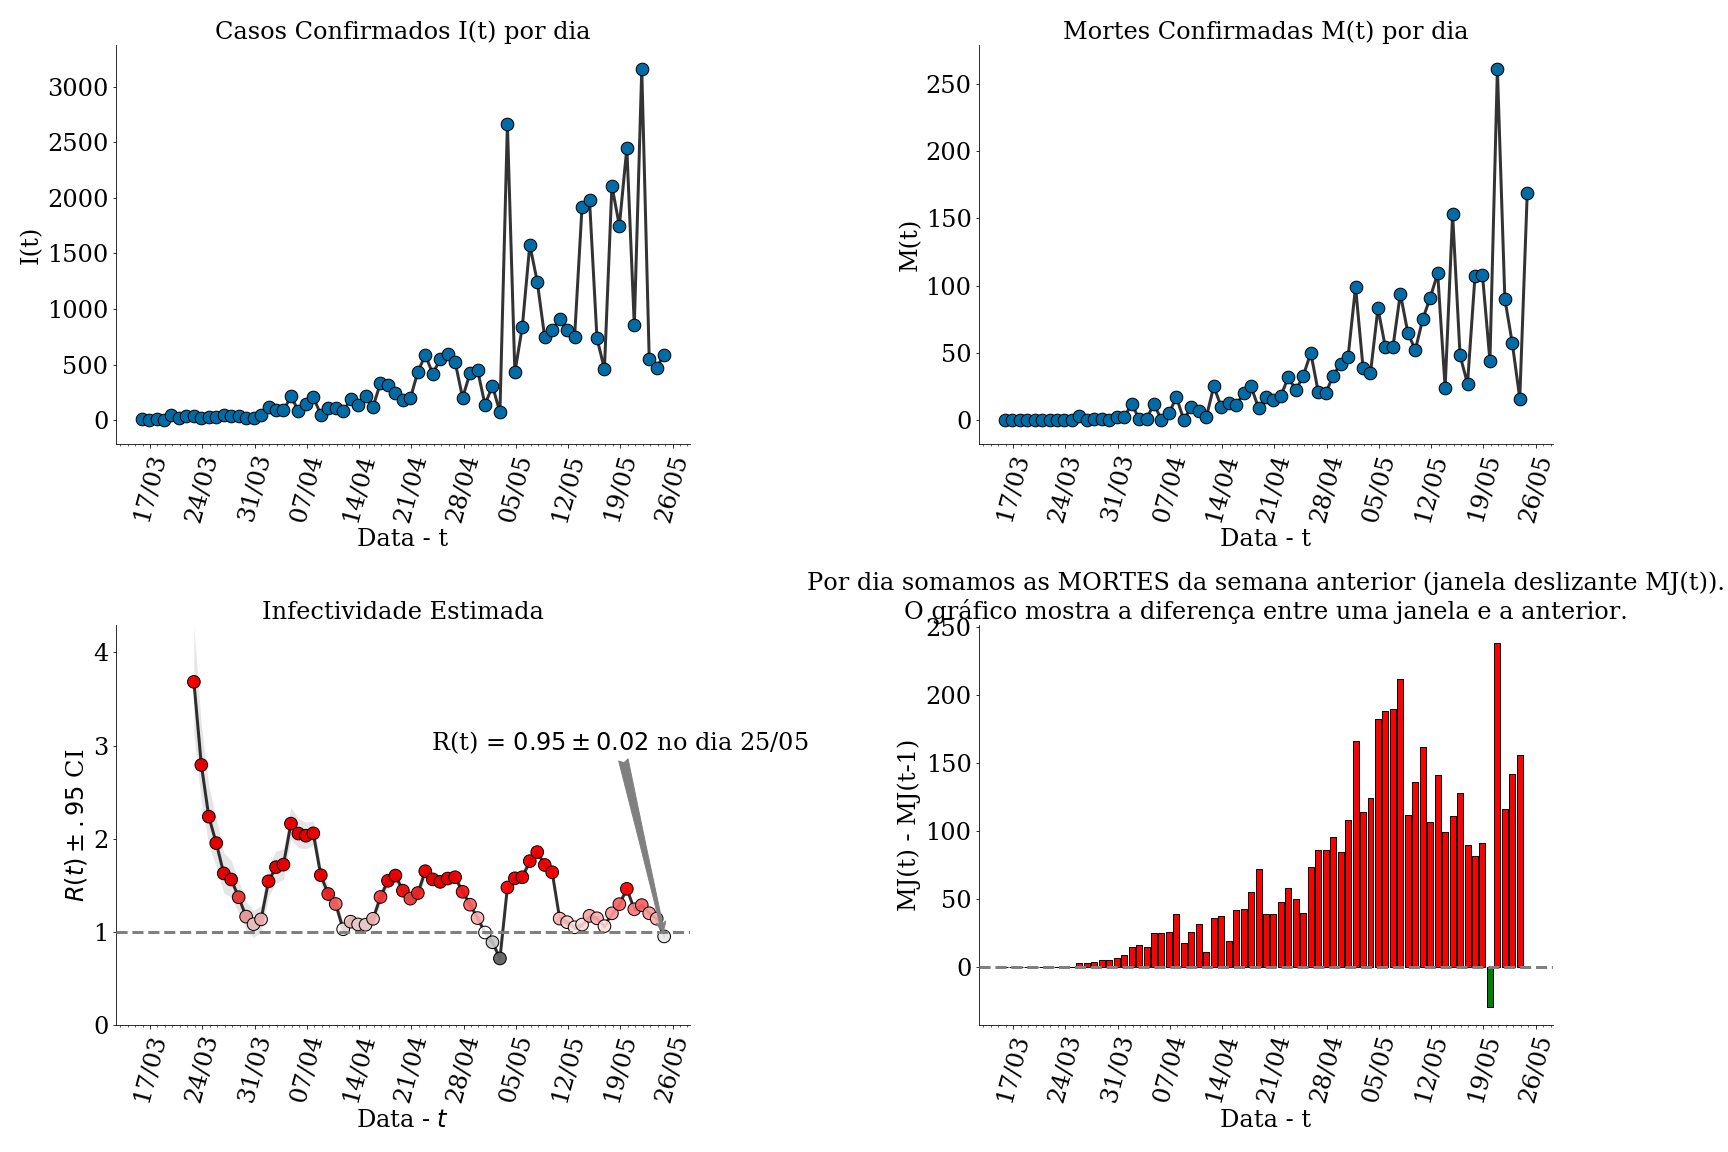 Casos Confirmados I(t) por dia
I(t)
3000
2500
2000
1500
1000
500
0
17/03 24/03 31/03 07/04 14/04 21/04 28/04 05/05 12/05 19/05 26/05
Data - t
Mortes Confirmadas M(t) por dia
M(t)
250
200
150
100
50
0
17/03 24/03 31/03 07/04 14/04 21/04 28/04 05/05 12/05 19/05 26/05
Data - t
Infectividade Estimada
R(t) ± .95 CI
4
3
2
1
0
R(t) = 0.95 ± 0.02 no dia 25/05
17/03 24/03 31/03 07/04 14/04 21/04 28/04 05/05 12/05 19/05 26/05
Data - t
Por dia somamos as MORTES da semana anterior (janela deslizante MJ(t)).
O gráfico mostra a diferença entre uma janela e a anterior.
MJ(t) - MJ(t-1)
250
200
150
100
50
0
17/03 24/03 31/03 07/04 14/04 21/04 28/04 05/05 12/05 19/05 26/05
Data - t